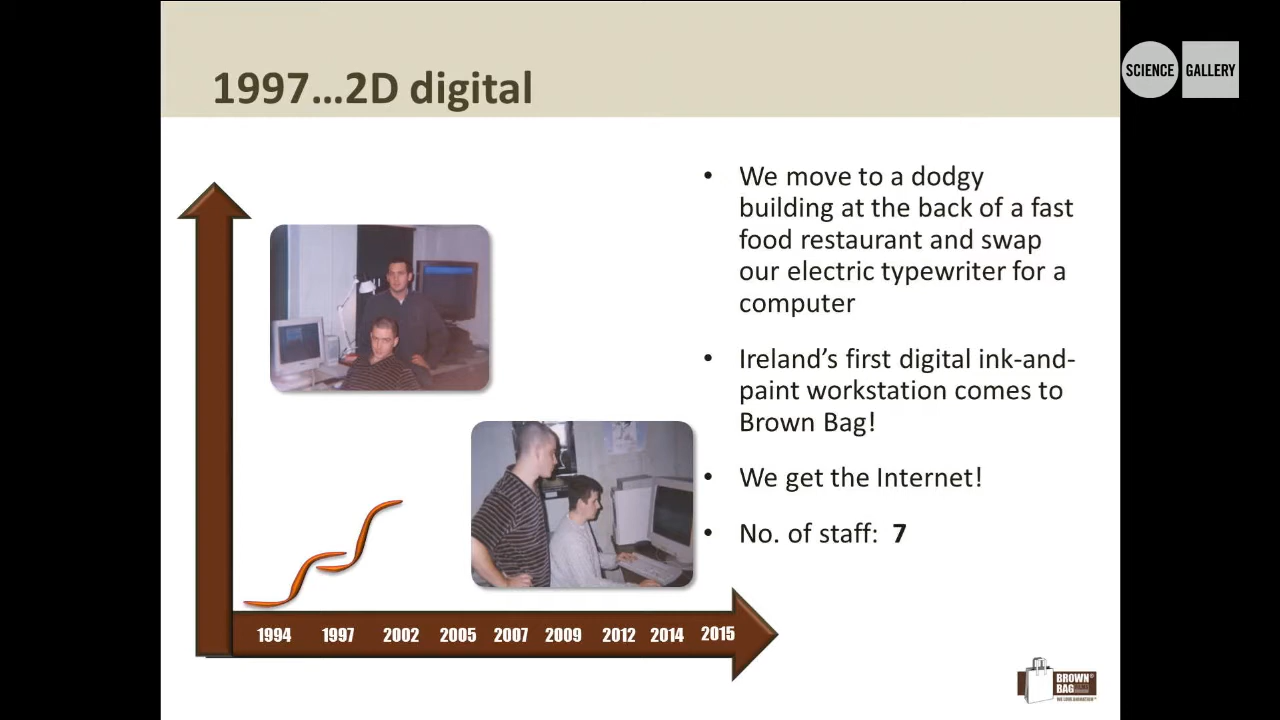 1997...2D digital
SCIENCE GALLERY
• We move to a dodgy
building at the back of a fast
food restaurant and swap
our electric typewriter for a
computer
• Ireland’s first digital ink-and-
paint workstation comes to
Brown Bag!
• We get the Internet!
• No. of staff: 7
1994 1997 2002 2005 2007 2009 2012 2014 2015
BROWN
BAG